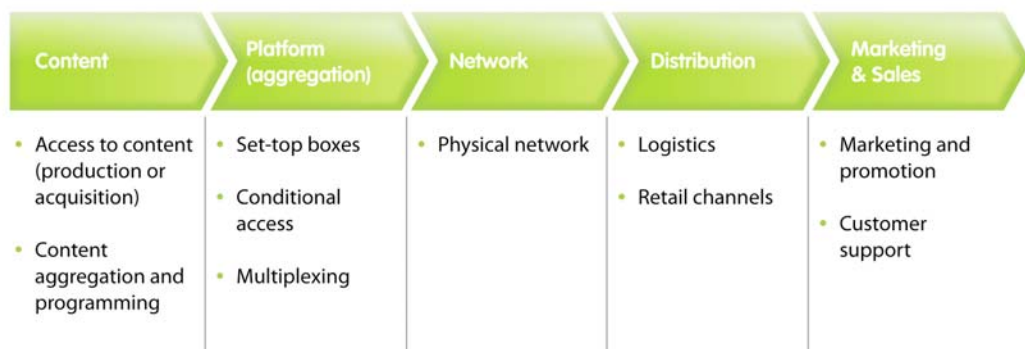 Content
Platform
(aggregation)
Network
Distribution
Marketing
& Sales
• Access to content
(production or
acquisition)
• Content
aggregation and
programming
• Set-top boxes
• Conditional
access
• Multiplexing
• Physical network
• Logistics
• Retail channels
• Marketing and
promotion
• Customer
support